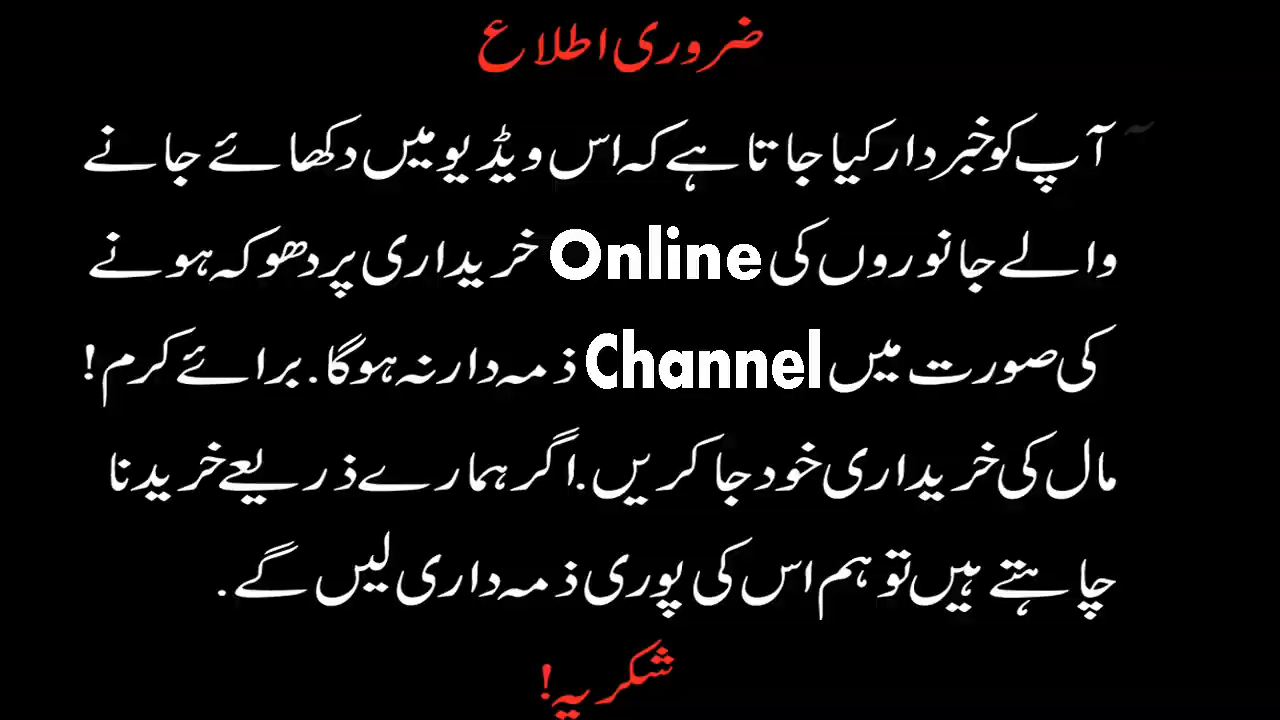 ضروری اطلاع
آپ کو خبردار کیا جاتا ہے کہ اس ویڈیو میں دکھائے جانے
والے جانوروں کی Online خریداری پر دھوکہ ہونے
کی صورت میں Channel ذمہ دار نہ ہوگا. برائے کرم!
مال کی خریداری خود جا کریں. اگر ہمارے ذریعے خریدنا
چاہتے ہیں تو ہم اس کی پوری ذمہ داری لیں گے.
شکریہ!